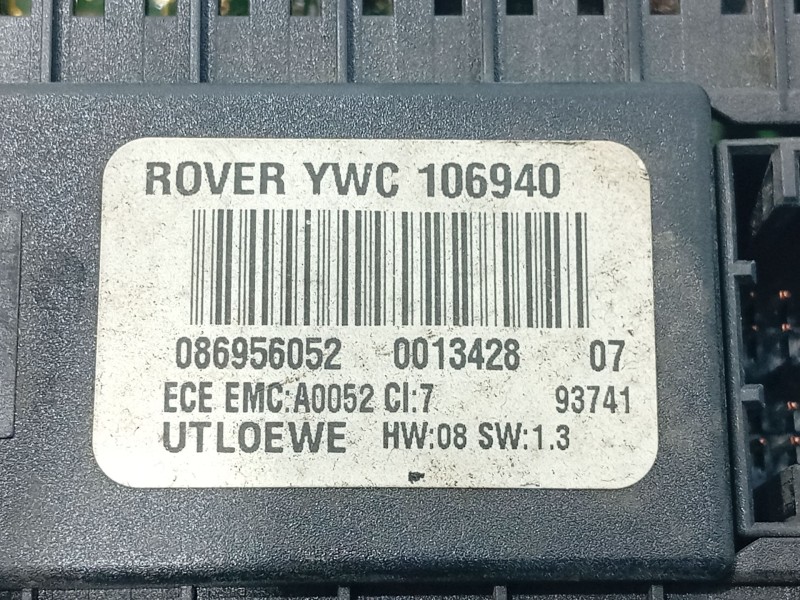 ROVER YWC 106940
086956052 0013428 07
ECE EMC:A0052 CI:7 93741
UTLOEWE HW:08 SW:1.3